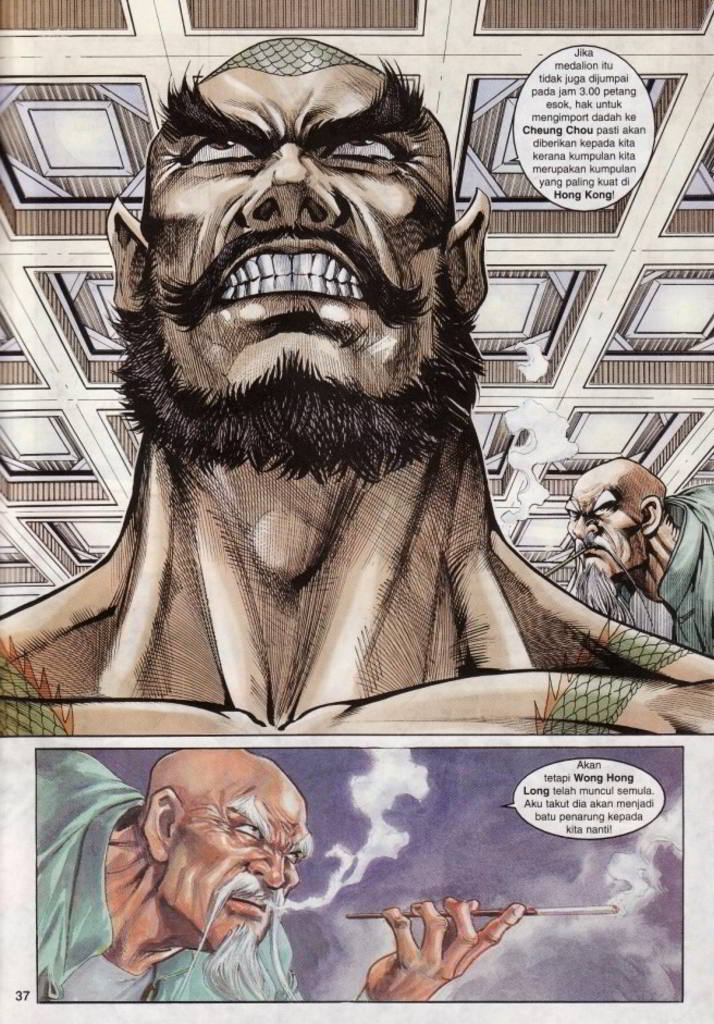 Jika
medalion itu
tidak juga dijumpai
pada jam 3.00 petang
esok, hak untuk
mengimport dadah ke
Cheung Chou pasti akan
diberikan kepada kita
kerana kumpulan kita
merupakan kumpulan
yang paling kuat di
Hong Kong!
Akan
tetapi Wong Hong
Long telah muncul semula.
Aku takut dia akan menjadi
batu penarung kepada
kita nanti!
37